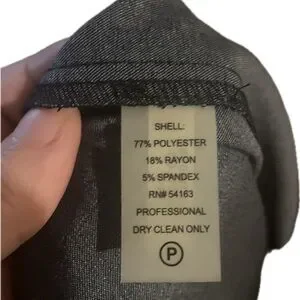 SHELL:
77% POLYESTER
18% RAYON
5% SPANDEX
RN# 54163
PROFESSIONAL
DRY CLEAN ONLY
P